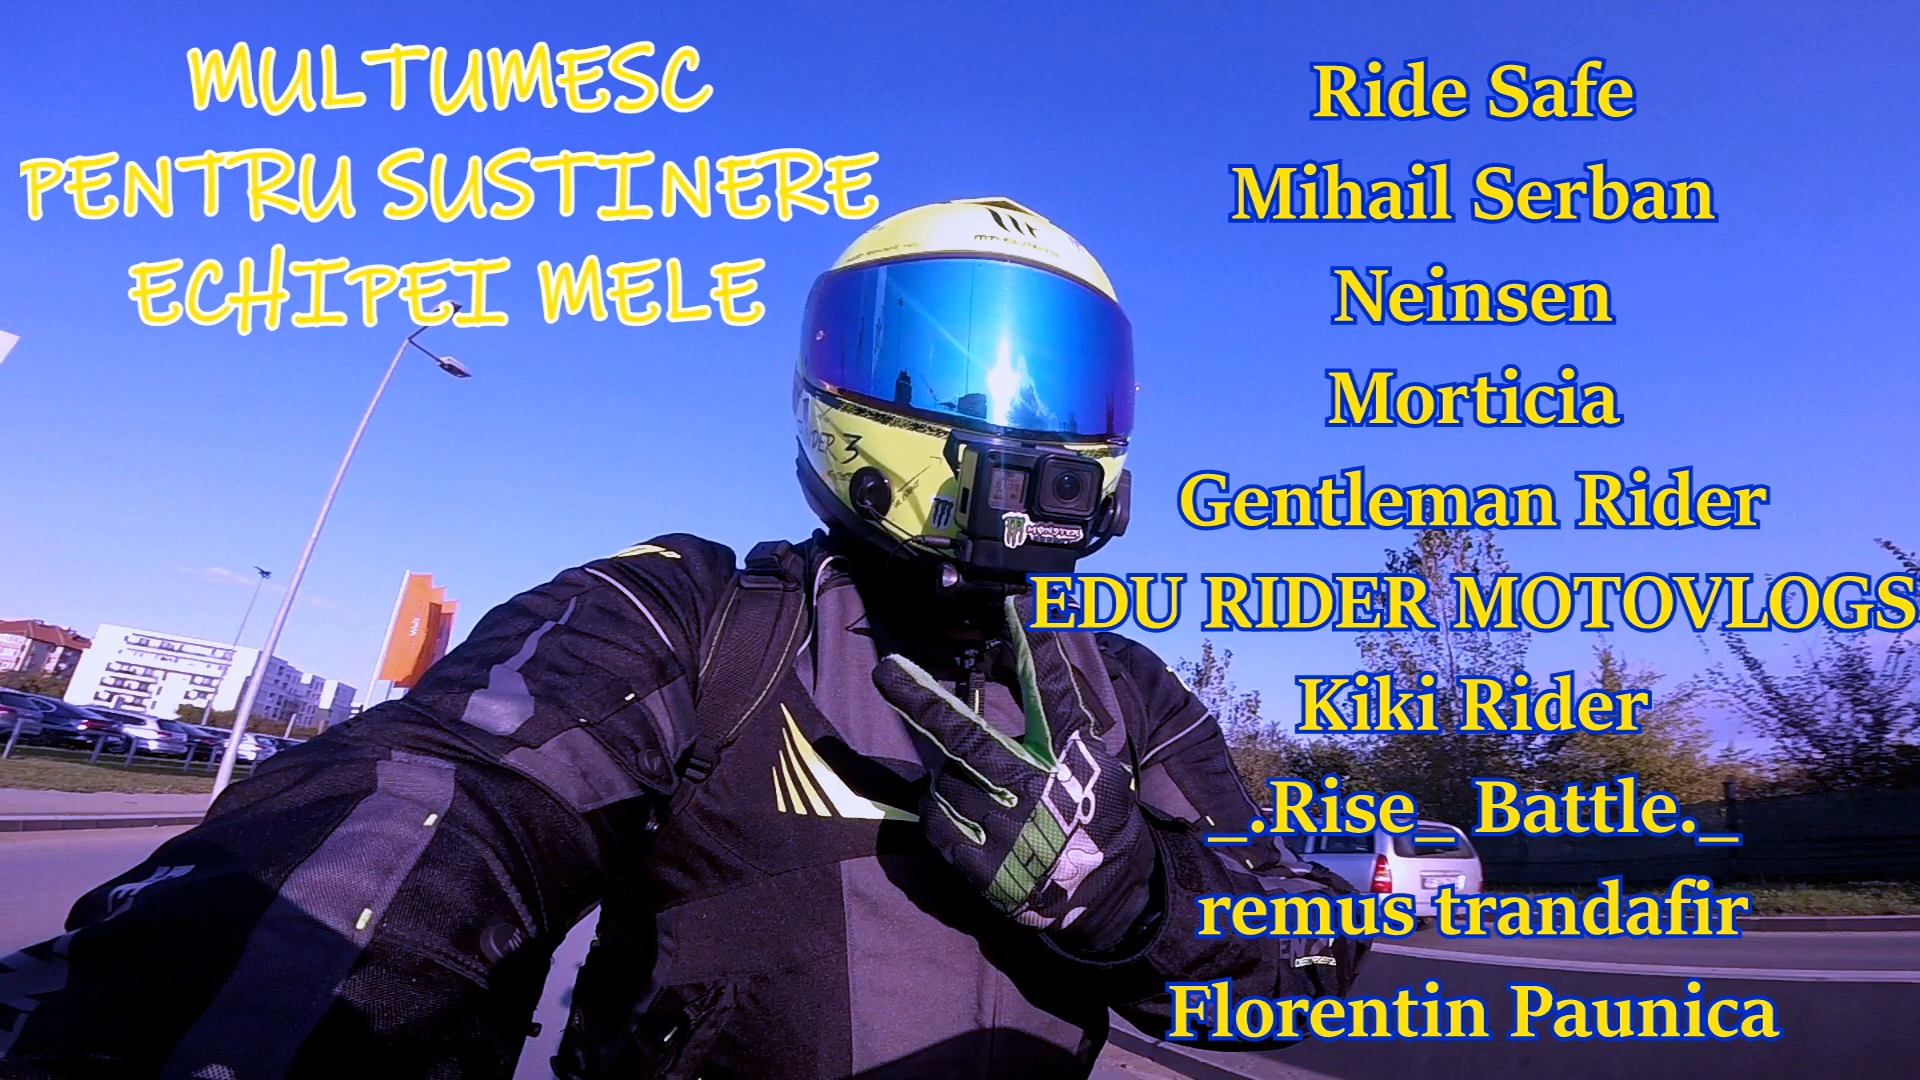 MULTUMESC
PENTRU SUSTINERE
ECHIPEI MELE
Ride Safe
Mihail Serban
Neinsen
Morticia
Gentleman Rider
EDU RIDER MOTOVLOGS
Kiki Rider
_.Rise_ Battle._
remus trandafir
Florentin Paunica